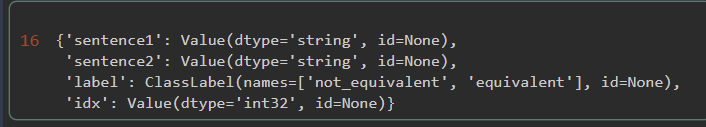 16 {'sentence1': Value(dtype='string', id=None),
'sentence2': Value(dtype='string', id=None),
'label': ClassLabel(names=['not_equivalent', 'equivalent'], id=None),
'idx': Value(dtype='int32', id=None)}